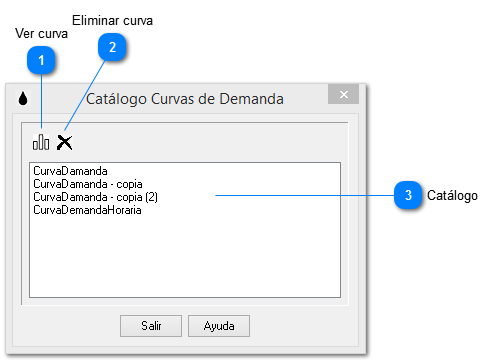 Eliminar curva
Ver curva
2
1
Catálogo Curvas de Demanda
CurvaDamanda
CurvaDamanda - copia
CurvaDamanda - copia (2)
CurvaDemandaHoraria
3 Catálogo
Salir Ayuda